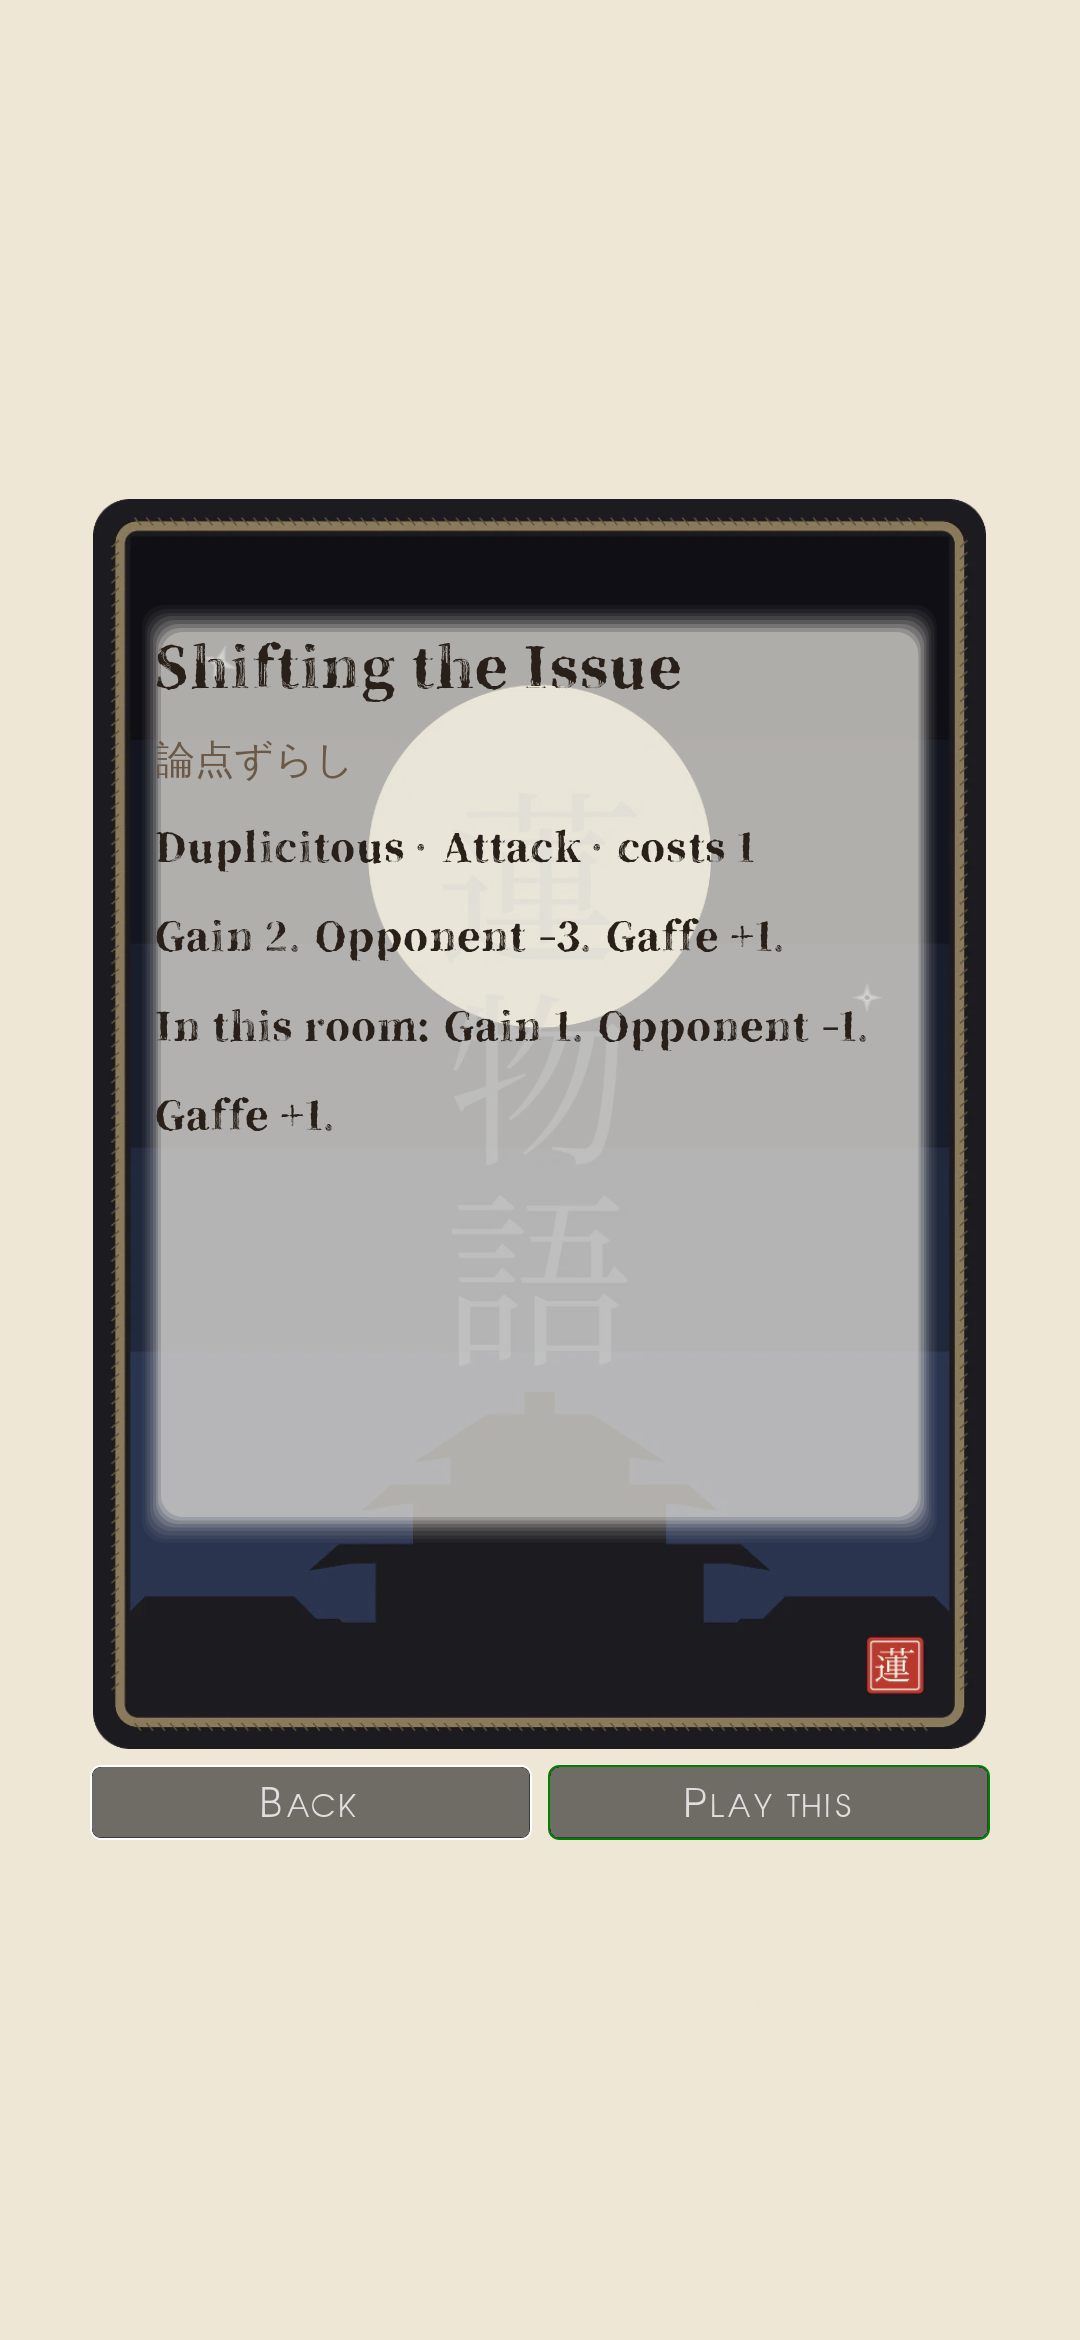 Shifting the Issue
論点ずらし
Duplicitous · Attack · costs 1
Gain 2. Opponent -3. Gaffe +1.
In this room: Gain 1. Opponent -1.
Gaffe +1.
蓮
物
語
蓮
Back
Play this